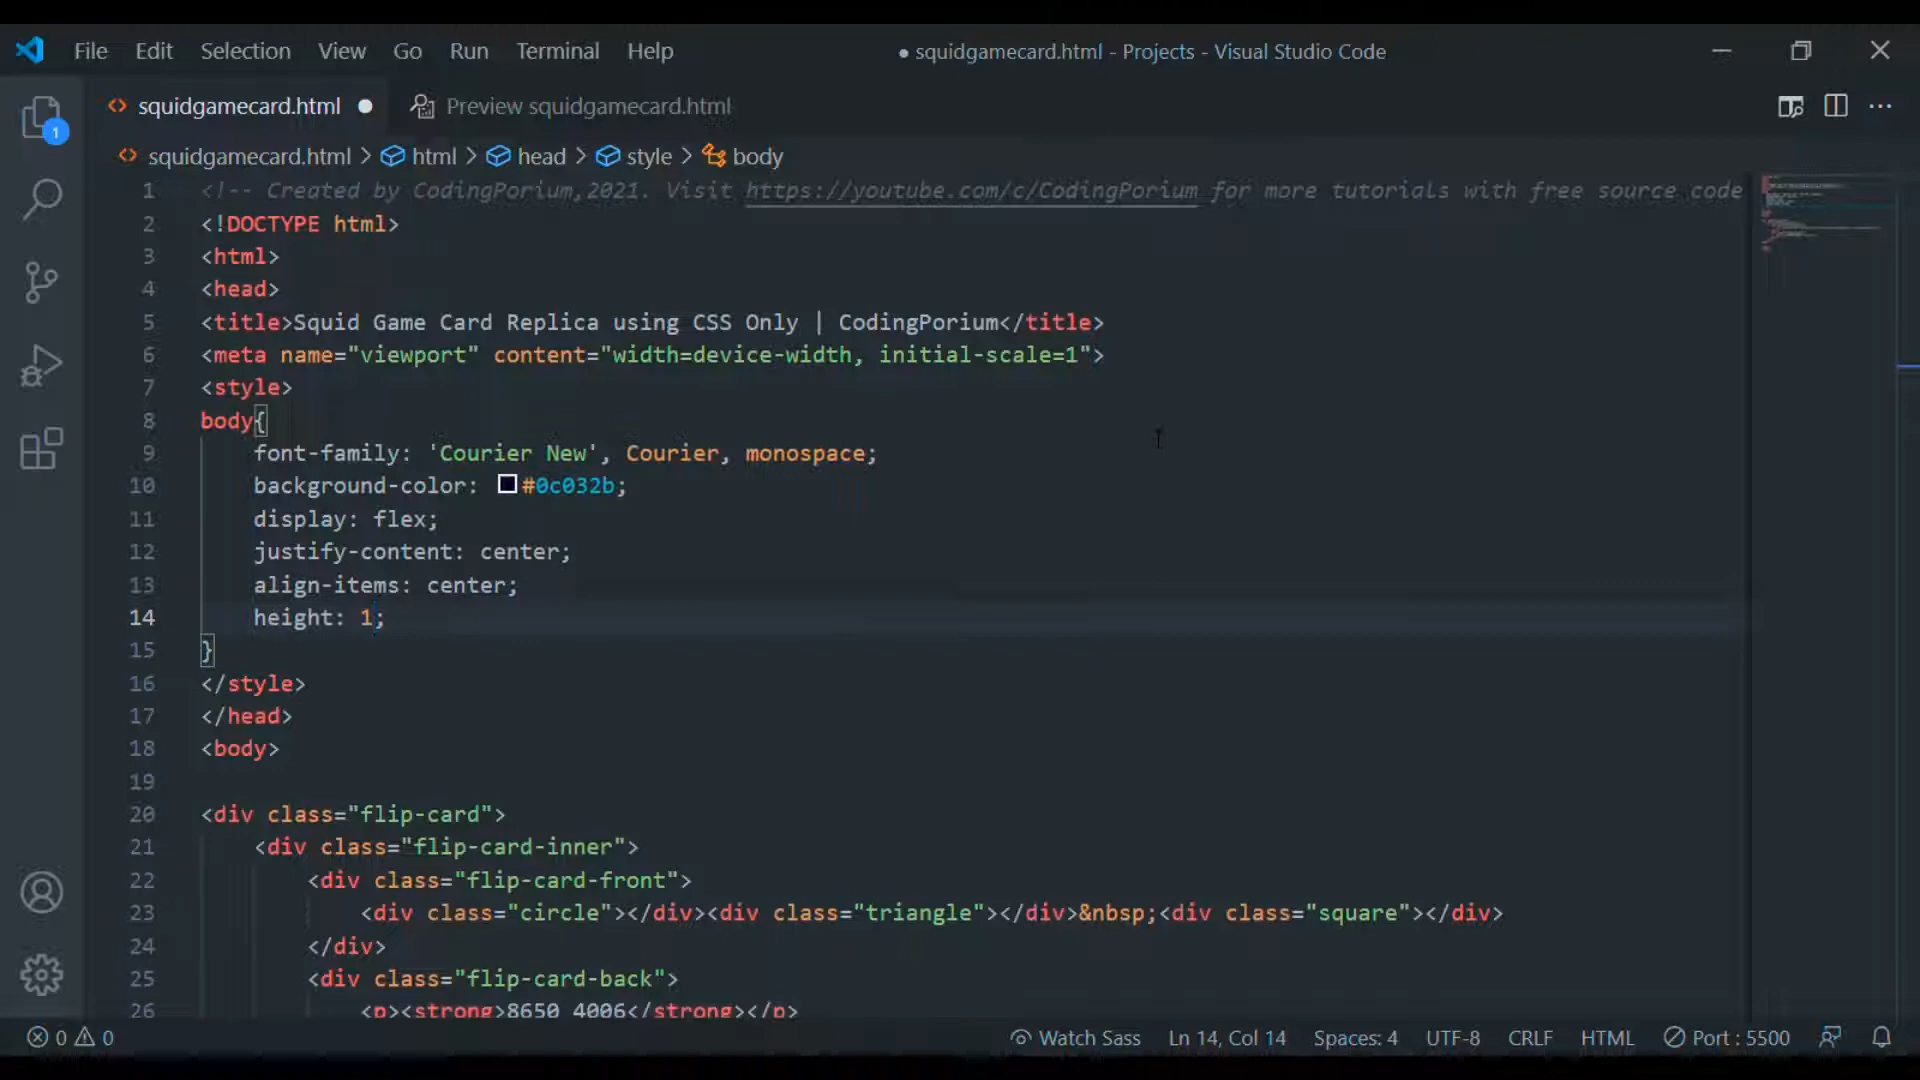 File Edit Selection View Go Run Terminal Help ● squidgamecard.html - Projects - Visual Studio Code
squidgamecard.html ● Preview squidgamecard.html
1
squidgamecard.html > html > head > style > body
1 <!-- Created by CodingPorium,2021. Visit https://youtube.com/c/CodingPorium for more tutorials with free source code
2 <!DOCTYPE html>
3 <html>
4 <head>
5 <title>Squid Game Card Replica using CSS Only | CodingPorium</title>
6 <meta name="viewport" content="width=device-width, initial-scale=1">
7 <style>
8 body{
9 font-family: 'Courier New', Courier, monospace;
10 background-color: #0c032b;
11 display: flex;
12 justify-content: center;
13 align-items: center;
14 height: 1;
15 }
16 </style>
17 </head>
18 <body>
19
20 <div class="flip-card">
21 <div class="flip-card-inner">
22 <div class="flip-card-front">
23 <div class="circle"></div><div class="triangle"></div>&nbsp;<div class="square"></div>
24 </div>
25 <div class="flip-card-back">
26 <p><strong>8650 4006</strong></p>
0 0 Watch Sass Ln 14, Col 14 Spaces: 4 UTF-8 CRLF HTML Port : 5500